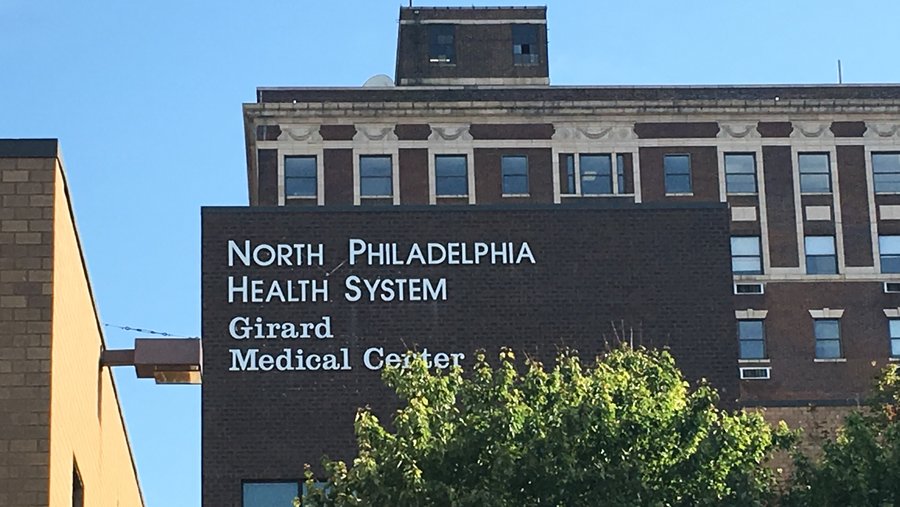 North Philadelphia
Health System
Girard
Medical Center